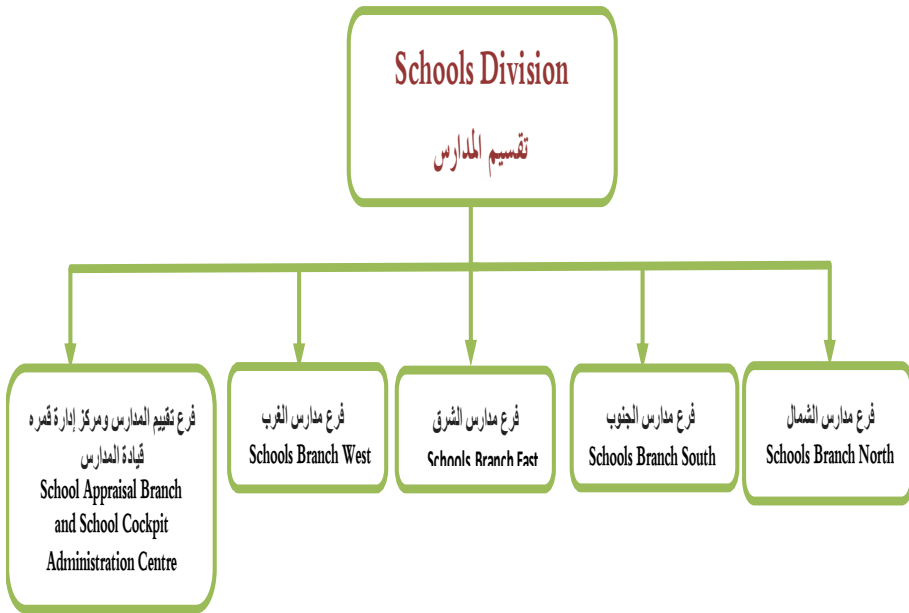 Schools Division
تقسيم المدارس
فرع تقييم المدارس ومركز إدارة قمره
قيادة المدارس
School Appraisal Branch
and School Cockpit
Administration Centre
فرع مدارس الغرب
Schools Branch West
فرع مدارس الشرق
Schools Branch East
فرع مدارس الجنوب
Schools Branch South
فرع مدارس الشمال
Schools Branch North